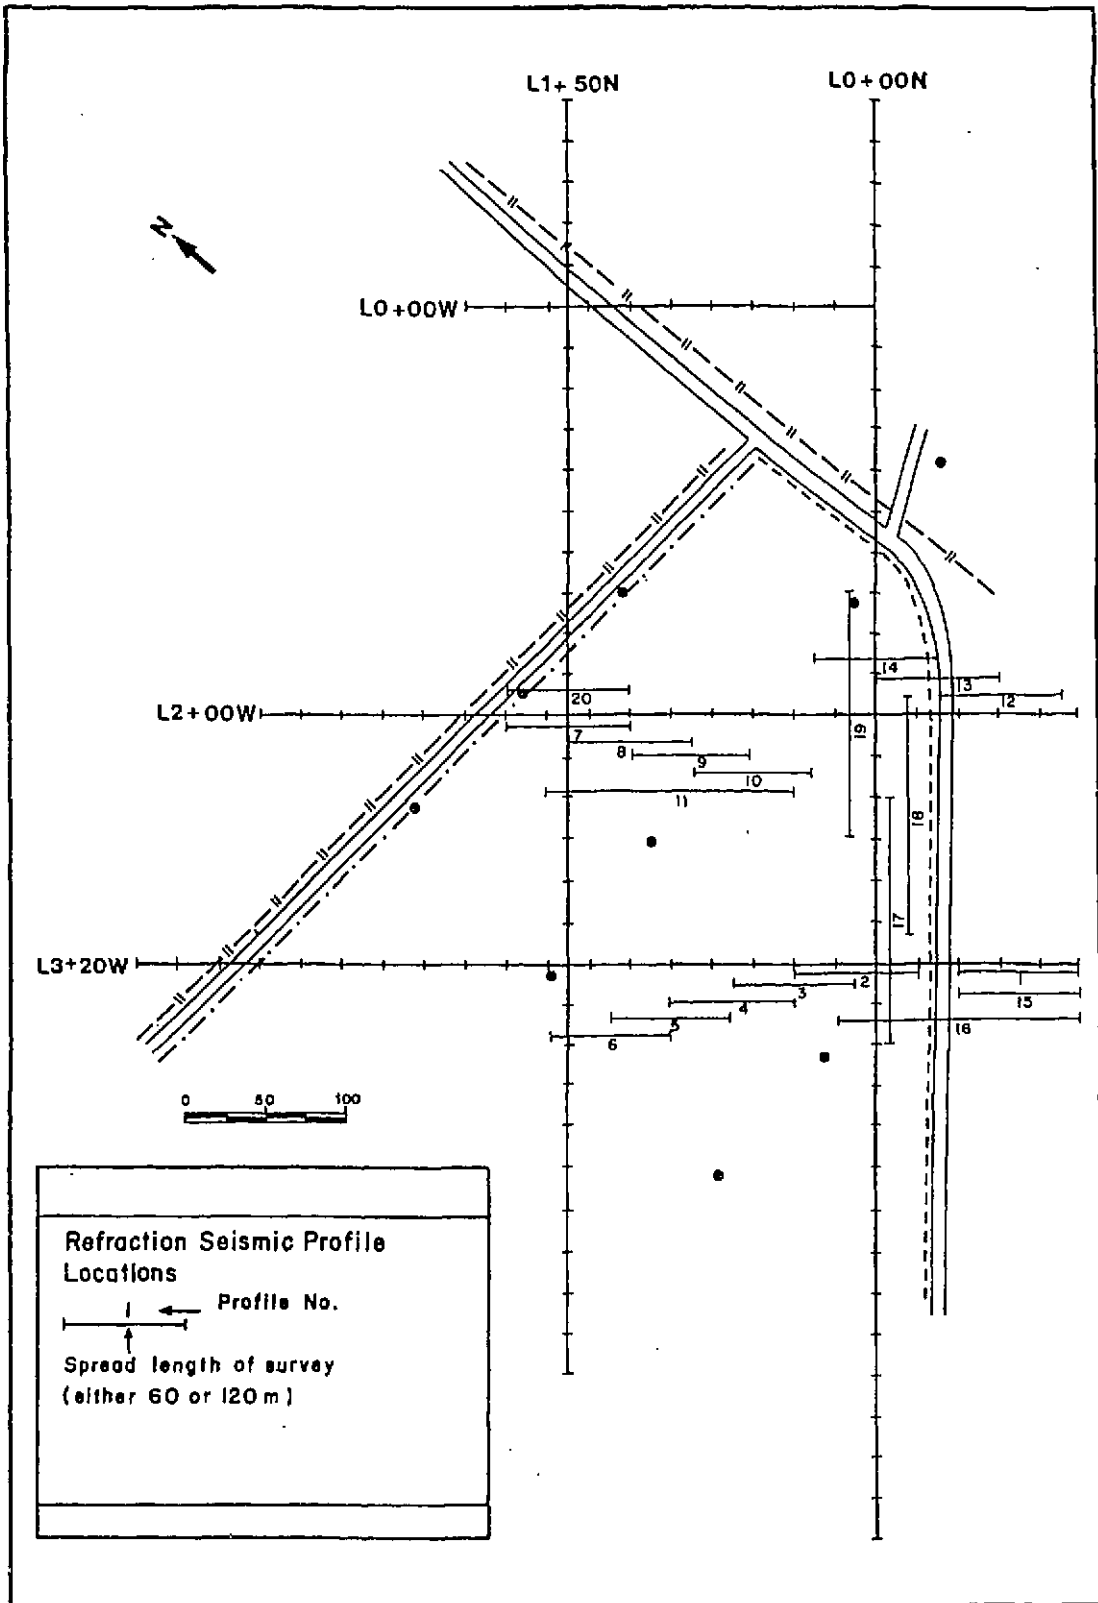 L1+50N
L0+00N
N
L0+00W
14
13
12
20
L2+00W
7
8
9
10
11
19
18
17
L3+20W
2
1
3
15
4
5
16
6
0 50 100
Refraction Seismic Profile
Locations
1
Profile No.
Spread length of survey
(either 60 or 120 m)